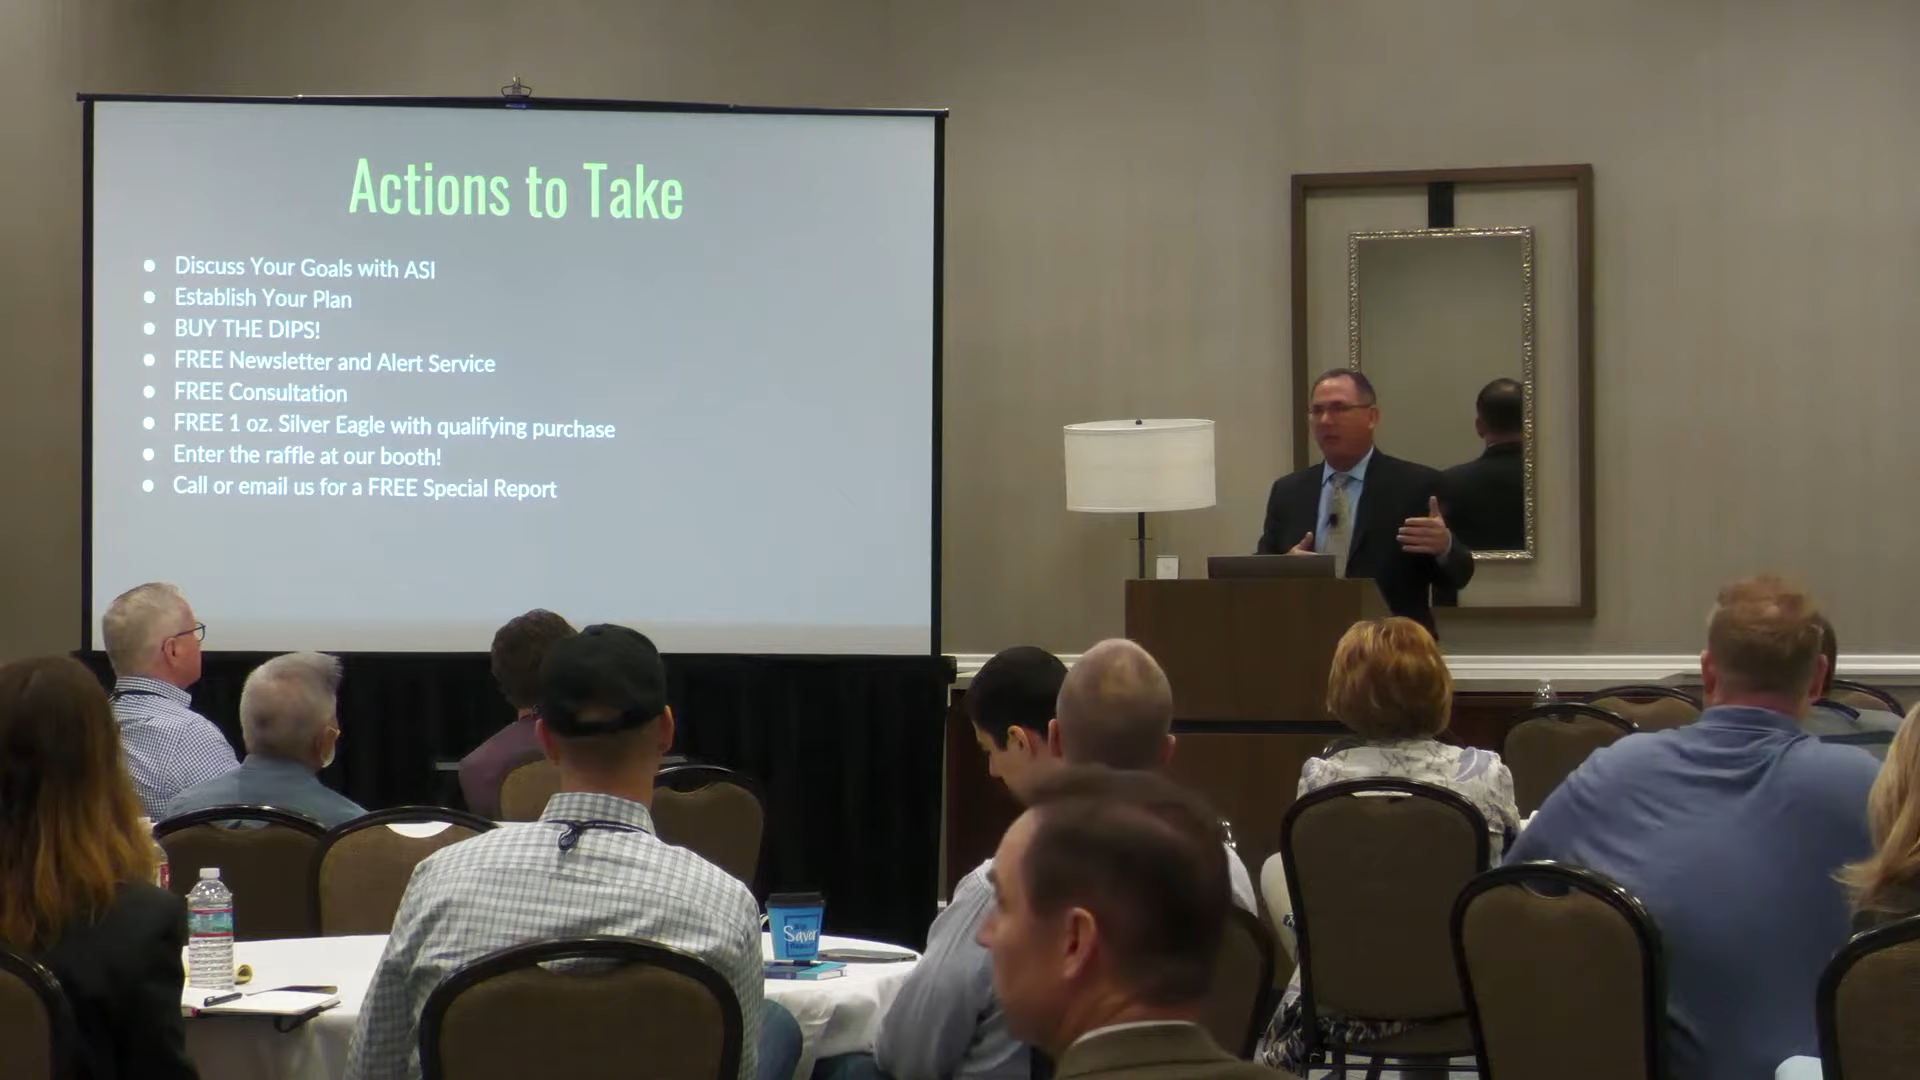 Actions to Take
● Discuss Your Goals with ASI
● Establish Your Plan
● BUY THE DIPS!
● FREE Newsletter and Alert Service
● FREE Consultation
● FREE 1 oz. Silver Eagle with qualifying purchase
● Enter the raffle at our booth!
● Call or email us for a FREE Special Report
Savor